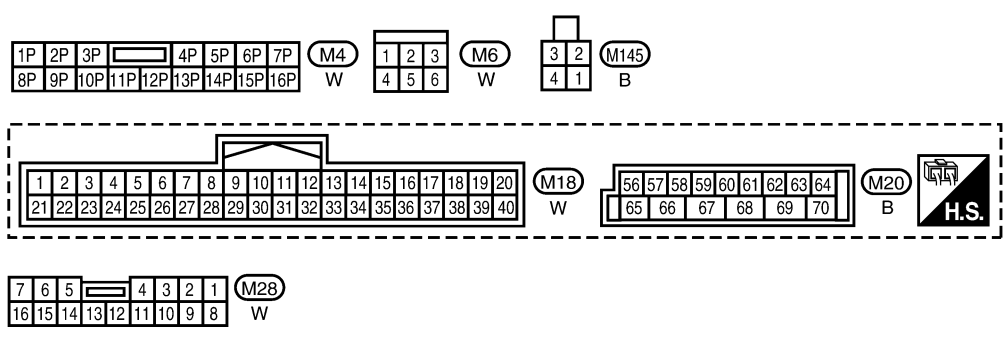 1P 2P 3P 4P 5P 6P 7P
8P 9P 10P 11P 12P 13P 14P 15P 16P
M4
W
1 2 3
4 5 6
M6
W
3 2
4 1
M145
B
1 2 3 4 5 6 7 8 9 10 11 12 13 14 15 16 17 18 19 20
21 22 23 24 25 26 27 28 29 30 31 32 33 34 35 36 37 38 39 40
M18
W
56 57 58 59 60 61 62 63 64
65 66 67 68 69 70
M20
B
H.S.
7 6 5 4 3 2 1
16 15 14 13 12 11 10 9 8
M28
W